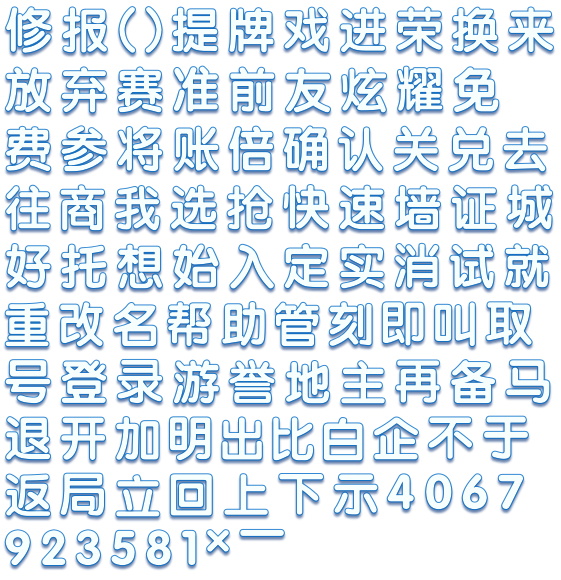 修报()提牌戏进荣换来
放弃赛准前友炫耀免
费参将账倍确认关兑去
往商我选抢快速墙证城
好托想始入定实消试就
重改名帮助管刻即叫取
号登录游誉地主再备马
退开加明出比白企不于
返局立回上下示4067
923581×一